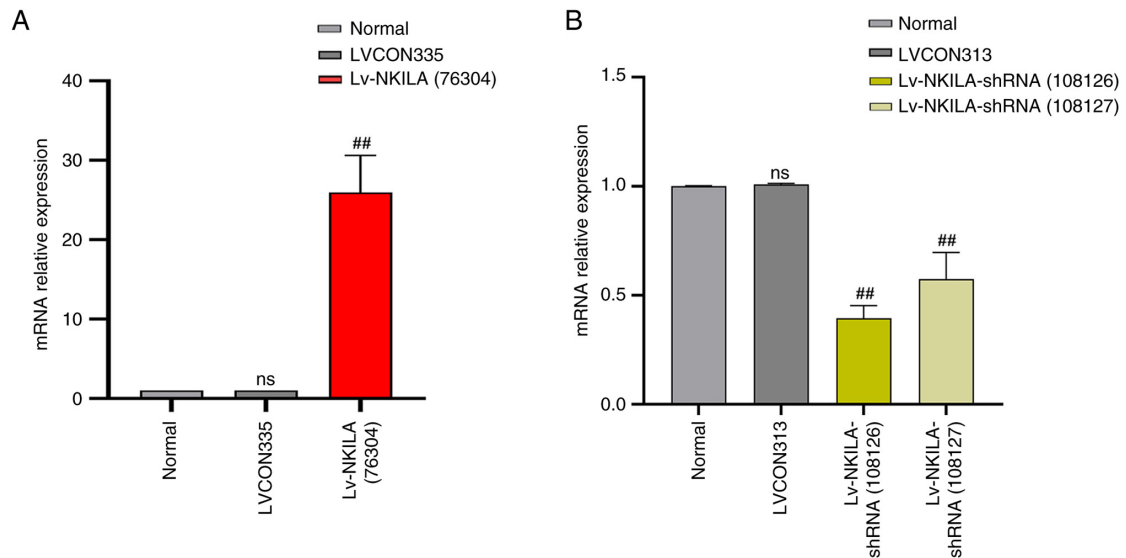 A
Normal
LVCON335
Lv-NKILA (76304)
mRNA relative expression
40
30
20
10
0
##
ns
Normal
LVCON335
Lv-NKILA
(76304)
B
Normal
LVCON313
Lv-NKILA-shRNA (108126)
Lv-NKILA-shRNA (108127)
mRNA relative expression
1.5
1.0
0.5
0.0
ns
##
##
Normal
LVCON313
Lv-NKILA-
shRNA (108126)
Lv-NKILA-
shRNA (108127)